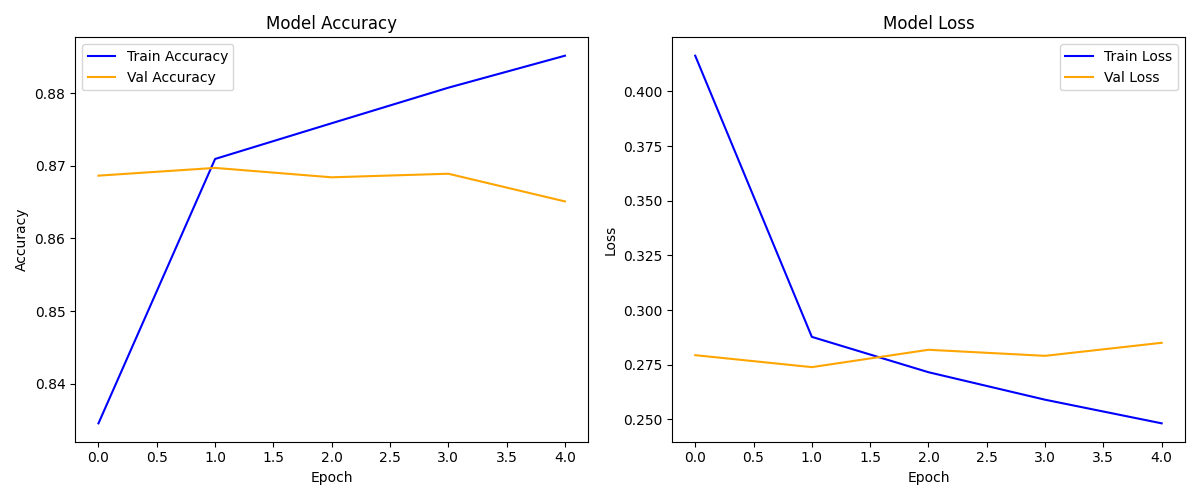 Model Accuracy
Train Accuracy
Val Accuracy
Accuracy
0.88
0.87
0.86
0.85
0.84
0.0 0.5 1.0 1.5 2.0 2.5 3.0 3.5 4.0
Epoch
Model Loss
Train Loss
Val Loss
Loss
0.400
0.375
0.350
0.325
0.300
0.275
0.250
0.0 0.5 1.0 1.5 2.0 2.5 3.0 3.5 4.0
Epoch